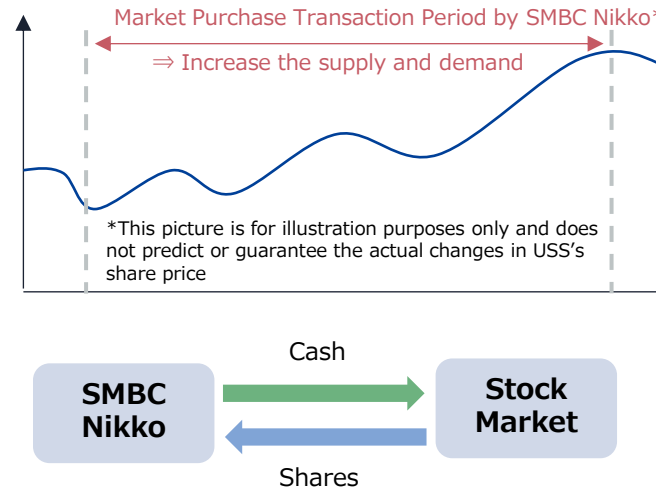 Market Purchase Transaction Period by SMBC Nikko*
⇒ Increase the supply and demand
*This picture is for illustration purposes only and does
not predict or guarantee the actual changes in USS's
share price
Cash
SMBC
Nikko
Stock
Market
Shares